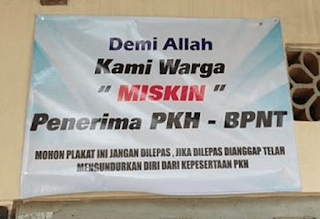 Demi Allah
Kami Warga
" MISKIN "
Penerima PKH - BPNT
MOHON PLAKAT INI JANGAN DILEPAS, JIKA DILEPAS DIANGGAP TELAH
MENGUNDURKAN DIRI DARI KEPESERTAAN PKH